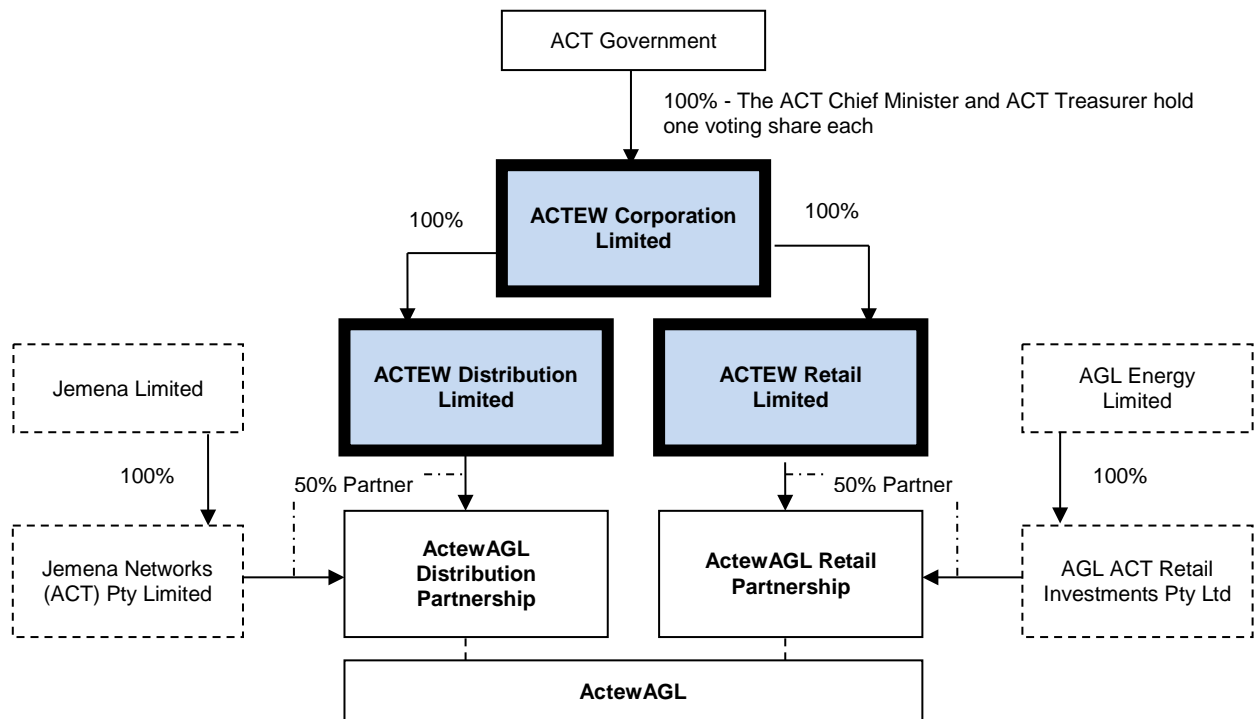 ACT Government
100% - The ACT Chief Minister and ACT Treasurer hold
one voting share each
ACTEW Corporation
Limited
100%
100%
ACTEW Distribution
Limited
ACTEW Retail
Limited
Jemena Limited
AGL Energy
Limited
100%
50% Partner
50% Partner
100%
Jemena Networks
(ACT) Pty Limited
ActewAGL
Distribution
Partnership
ActewAGL Retail
Partnership
AGL ACT Retail
Investments Pty Ltd
ActewAGL